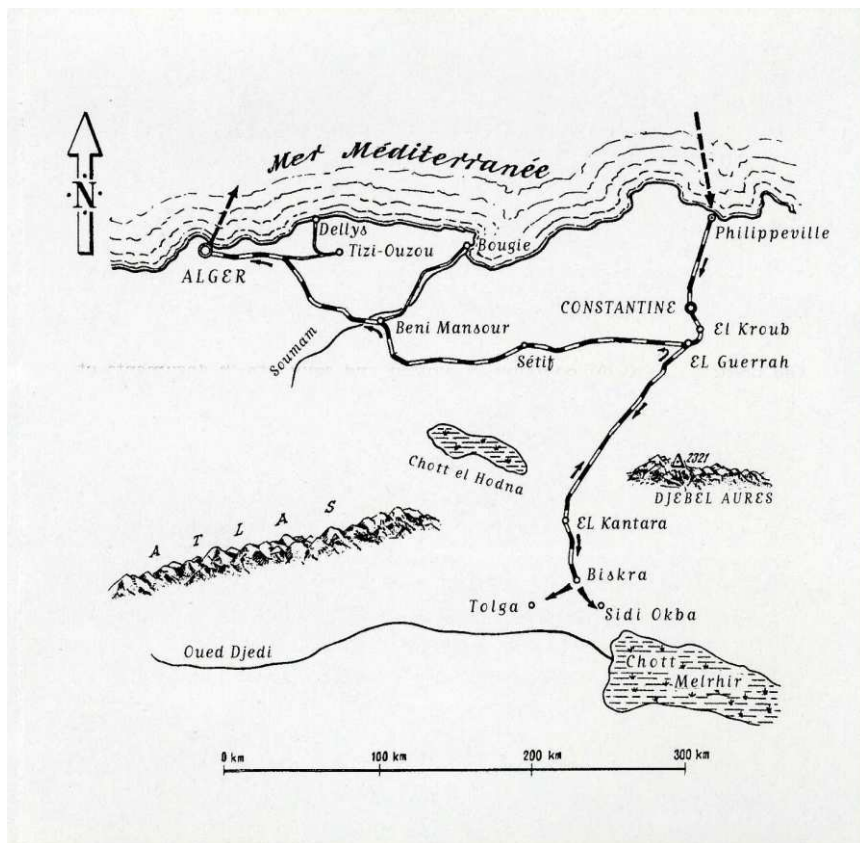 Mer Méditerranée
N
Dellys
Tizi-Ouzou
Bougie
Philippeville
ALGER
CONSTANTINE
Beni Mansour
El Kroub
Soumam
Sétif
EL Guerrah
2321
Chott el Hodna
DJEBEL AURES
ATLAS
EL Kantara
Biskra
Tolga
Sidi Okba
Oued Djedi
Chott
Melrhir
0 km 100 km 200 km 300 km